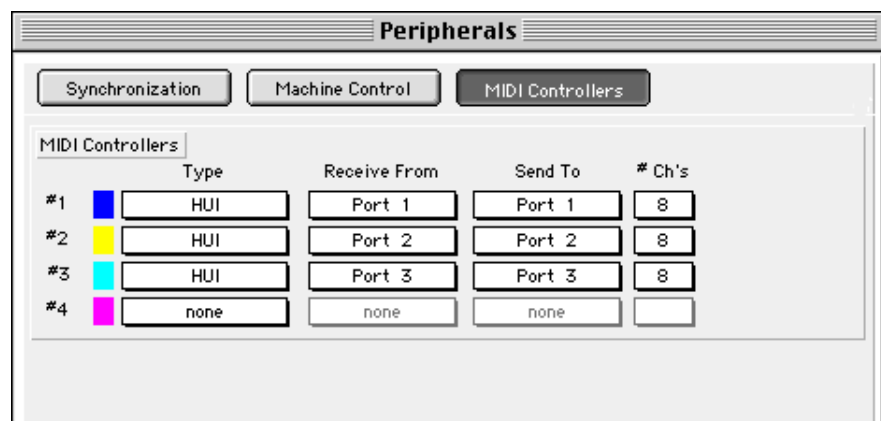 Peripherals
Synchronization Machine Control MIDI Controllers
MIDI Controllers
Type Receive From Send To # Ch's
#1 HUI Port 1 Port 1 8
#2 HUI Port 2 Port 2 8
#3 HUI Port 3 Port 3 8
#4 none none none